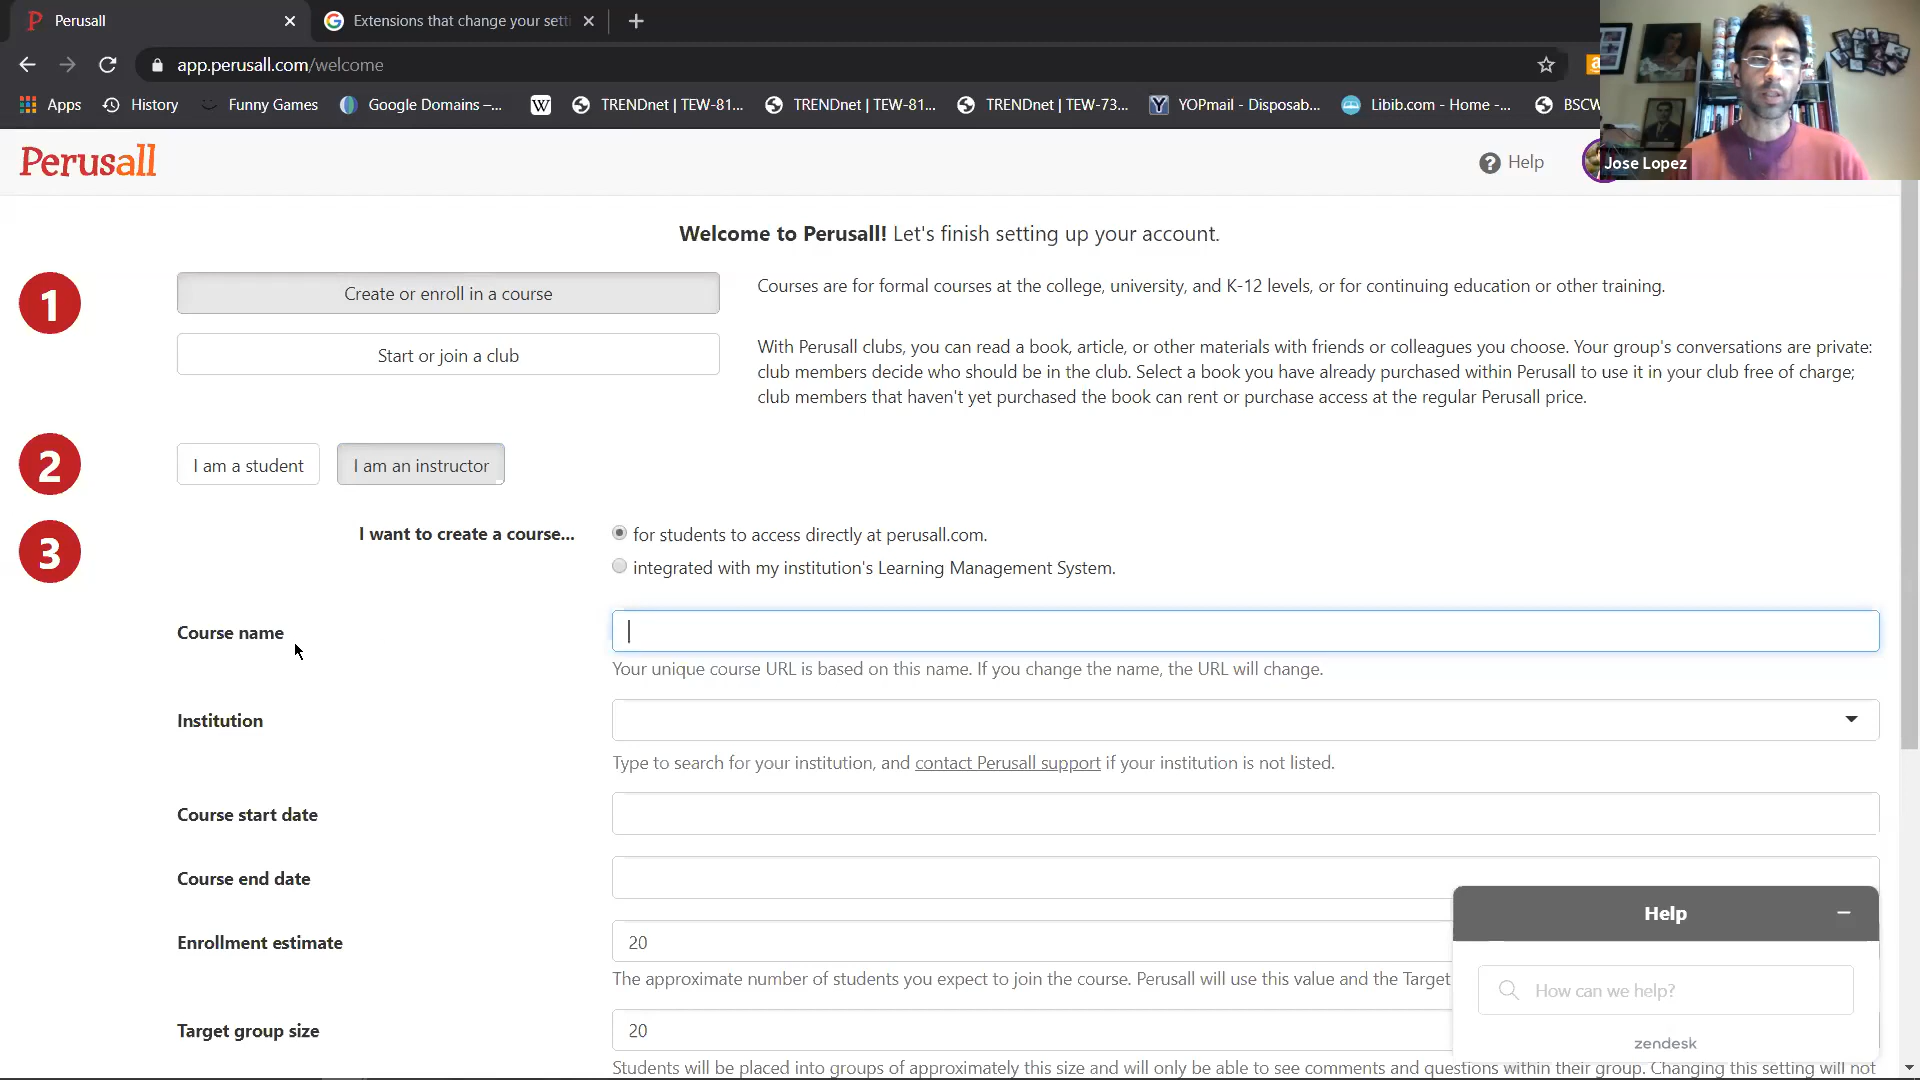 Perusall
Extensions that change your sett
app.perusall.com/welcome
Apps
History
Funny Games
Google Domains –...
W
TRENDnet | TEW-81...
TRENDnet | TEW-81...
TRENDnet | TEW-73...
Y
YOPmail - Disposab...
Libib.com - Home -...
BSCW
Perusall
Help
Jose Lopez
Welcome to Perusall! Let's finish setting up your account.
1
Create or enroll in a course
Courses are for formal courses at the college, university, and K-12 levels, or for continuing education or other training.
Start or join a club
With Perusall clubs, you can read a book, article, or other materials with friends or colleagues you choose. Your group's conversations are private:
club members decide who should be in the club. Select a book you have already purchased within Perusall to use it in your club free of charge;
club members that haven't yet purchased the book can rent or purchase access at the regular Perusall price.
2
I am a student
I am an instructor
3
I want to create a course...
for students to access directly at perusall.com.
integrated with my institution's Learning Management System.
Course name
Your unique course URL is based on this name. If you change the name, the URL will change.
Institution
Type to search for your institution, and contact Perusall support if your institution is not listed.
Course start date
Course end date
Enrollment estimate
20
The approximate number of students you expect to join the course. Perusall will use this value and the Target
Target group size
20
Students will be placed into groups of approximately this size and will only be able to see comments and questions within their group. Changing this setting will not
Help
How can we help?
zendesk